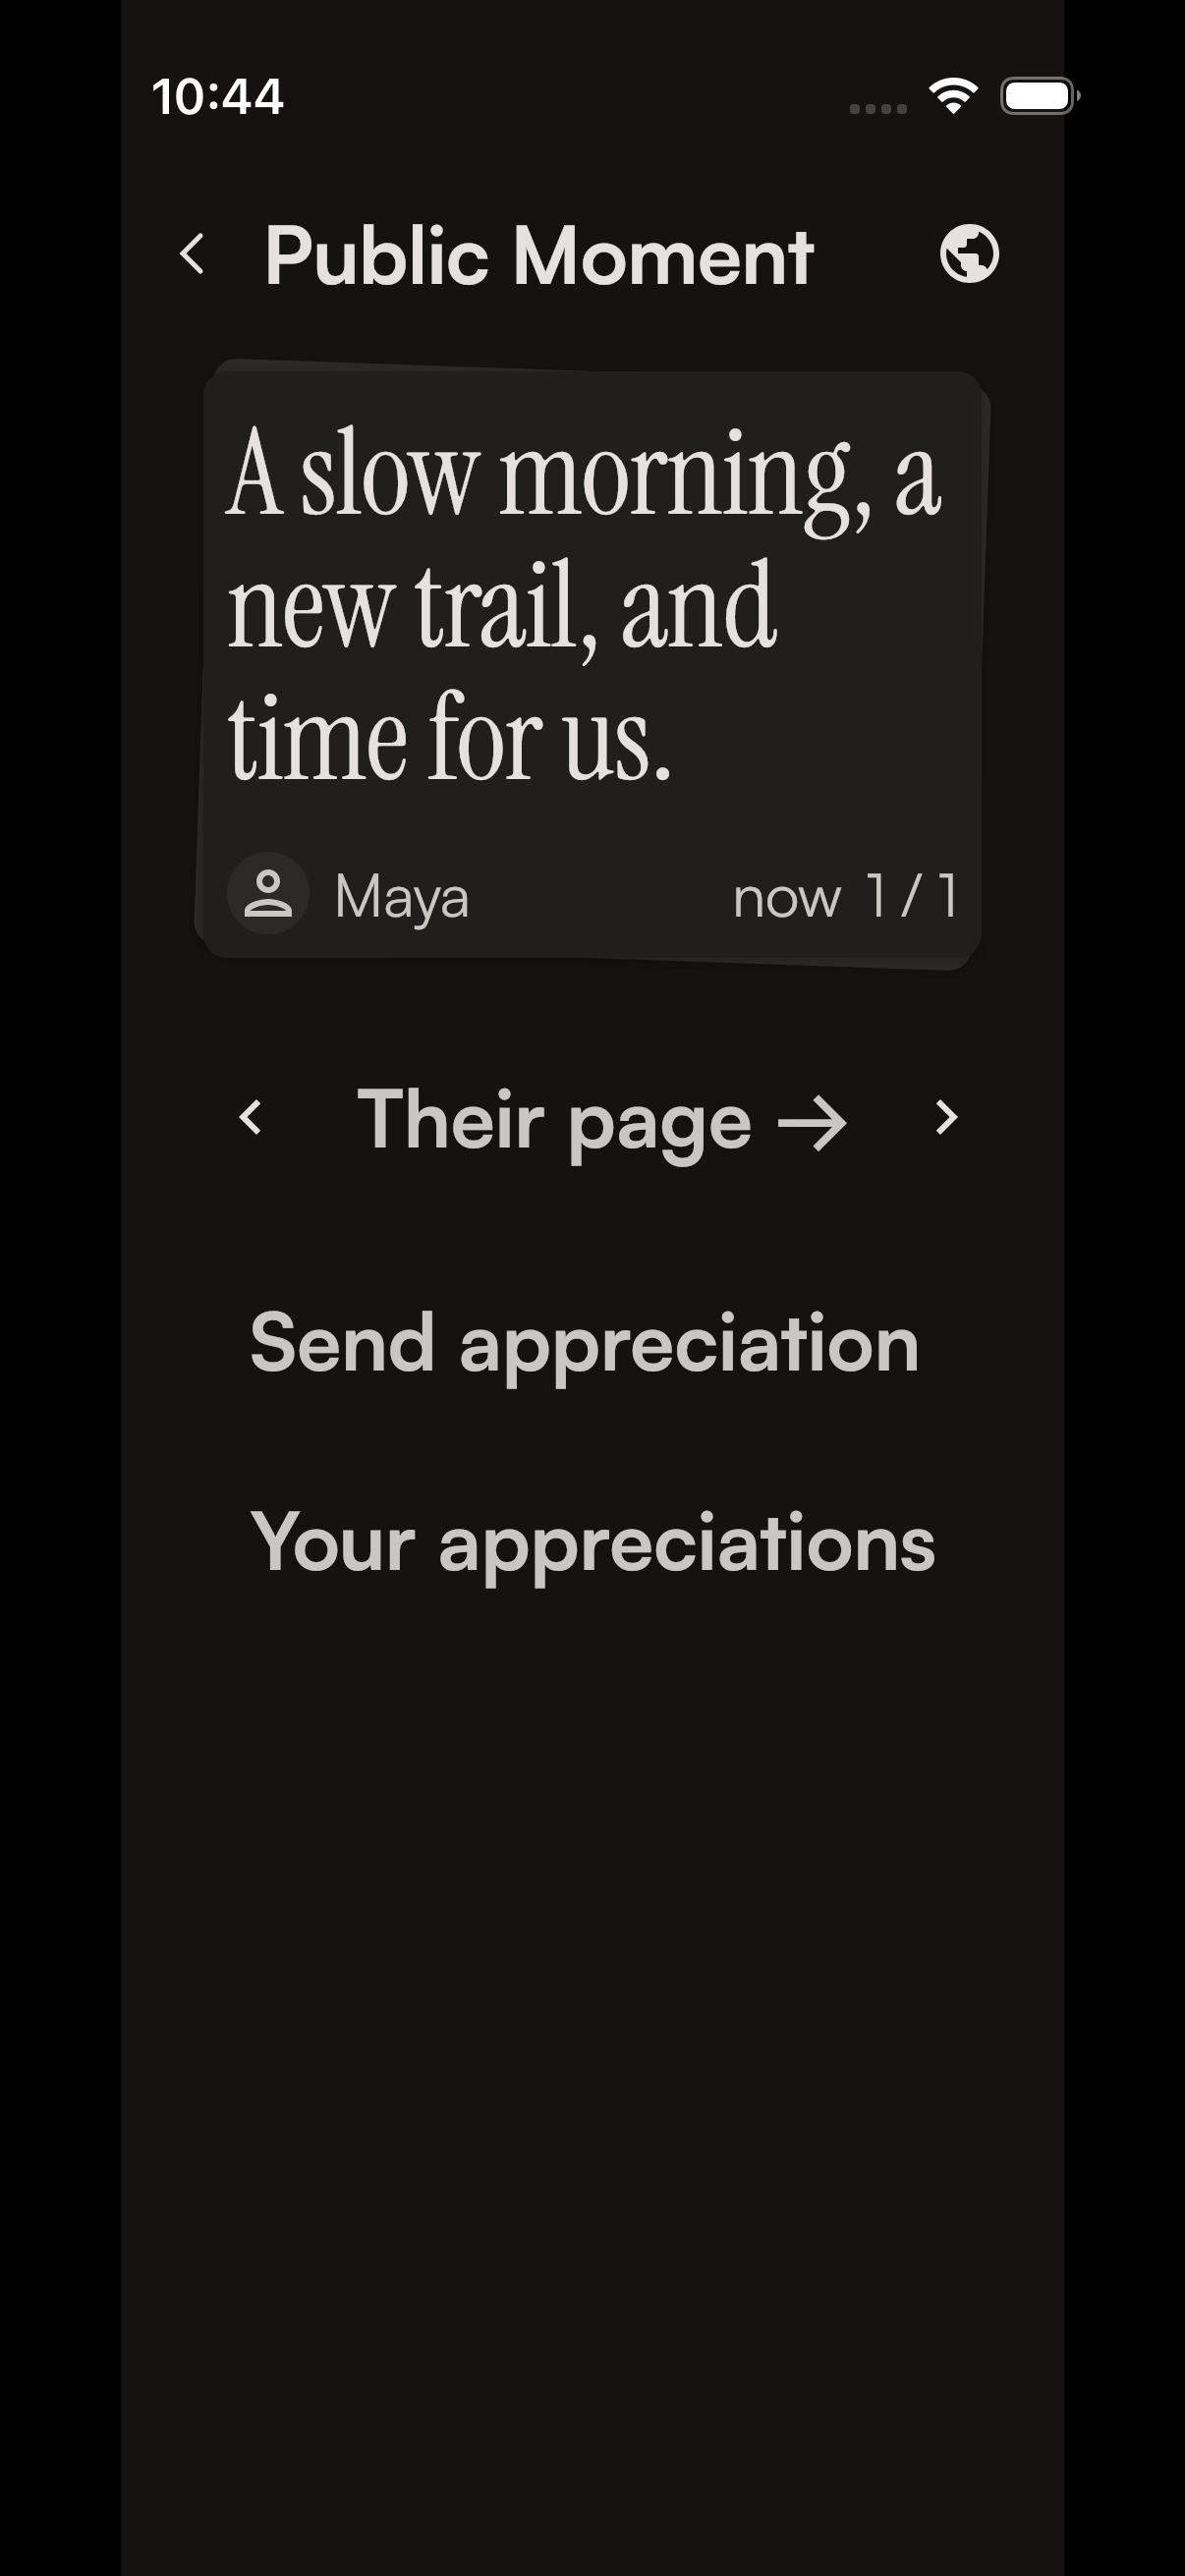 10:44
Public Moment
A slow morning, a
new trail, and
time for us.
Maya now 1 / 1
Their page →
Send appreciation
Your appreciations